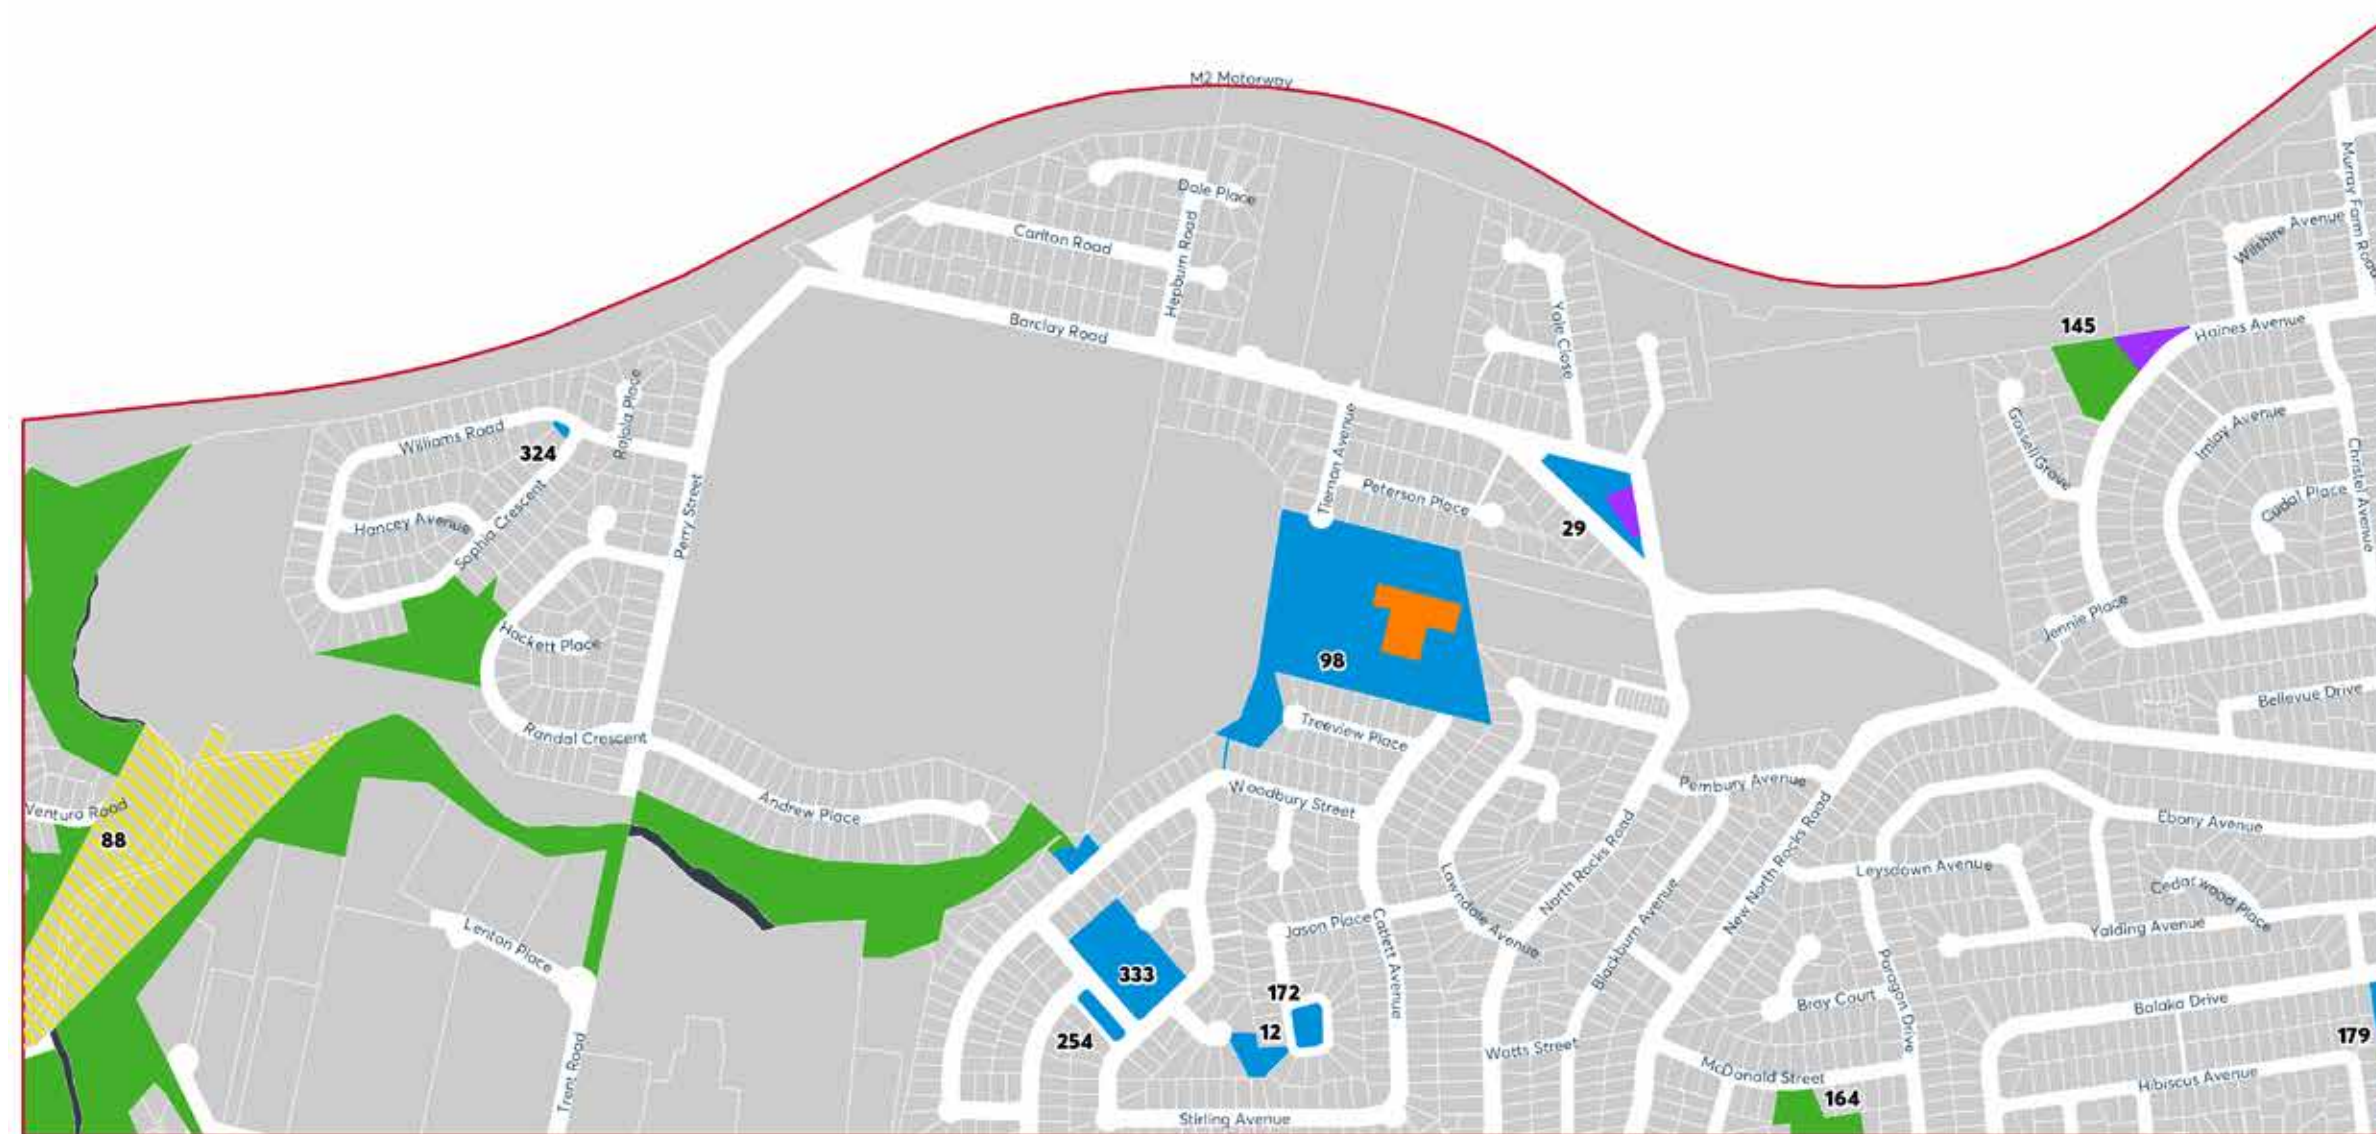 M2 Motorway
Dale Place
Carlton Road
Hepburn Road
Barclay Road
Murray Farm Road
Wilshire Avenue
Haines Avenue
145
Yale Close
Williams Road
324
Rajola Place
Perry Street
Hancey Avenue
Sophia Crescent
Tiernan Avenue
Peterson Place
29
Gossell Grove
Imlay Avenue
Cudal Place
Christel Avenue
Jennie Place
Hackett Place
98
Bellevue Drive
Randal Crescent
Treeview Place
Andrew Place
Woodbury Street
Pembury Avenue
Ventura Road
88
Ebony Avenue
North Rocks Road
New North Rocks Road
Leysdown Avenue
Cedarwood Place
Lawndale Avenue
Blackburn Avenue
Jason Place
Catlett Avenue
Yalding Avenue
Lenton Place
333
172
12
254
Bray Court
Paragon Drive
Balaka Drive
179
Watts Street
McDonald Street
Hibiscus Avenue
164
Trent Road
Stirling Avenue